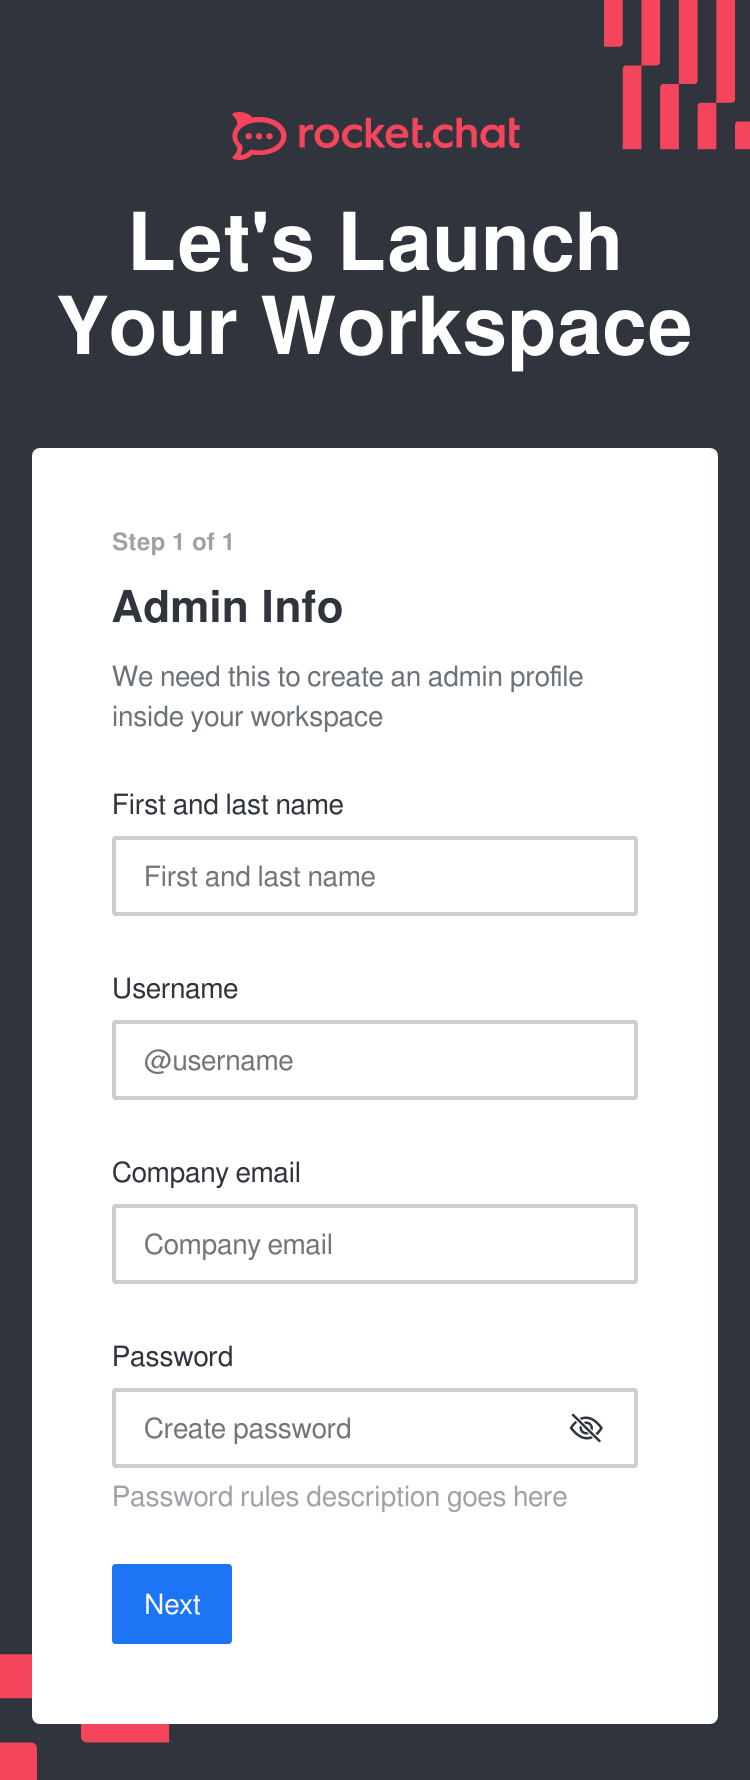 rocket.chat
Let's Launch
Your Workspace
Step 1 of 1
Admin Info
We need this to create an admin profile
inside your workspace
First and last name
First and last name
Username
@username
Company email
Company email
Password
Create password
Password rules description goes here
Next